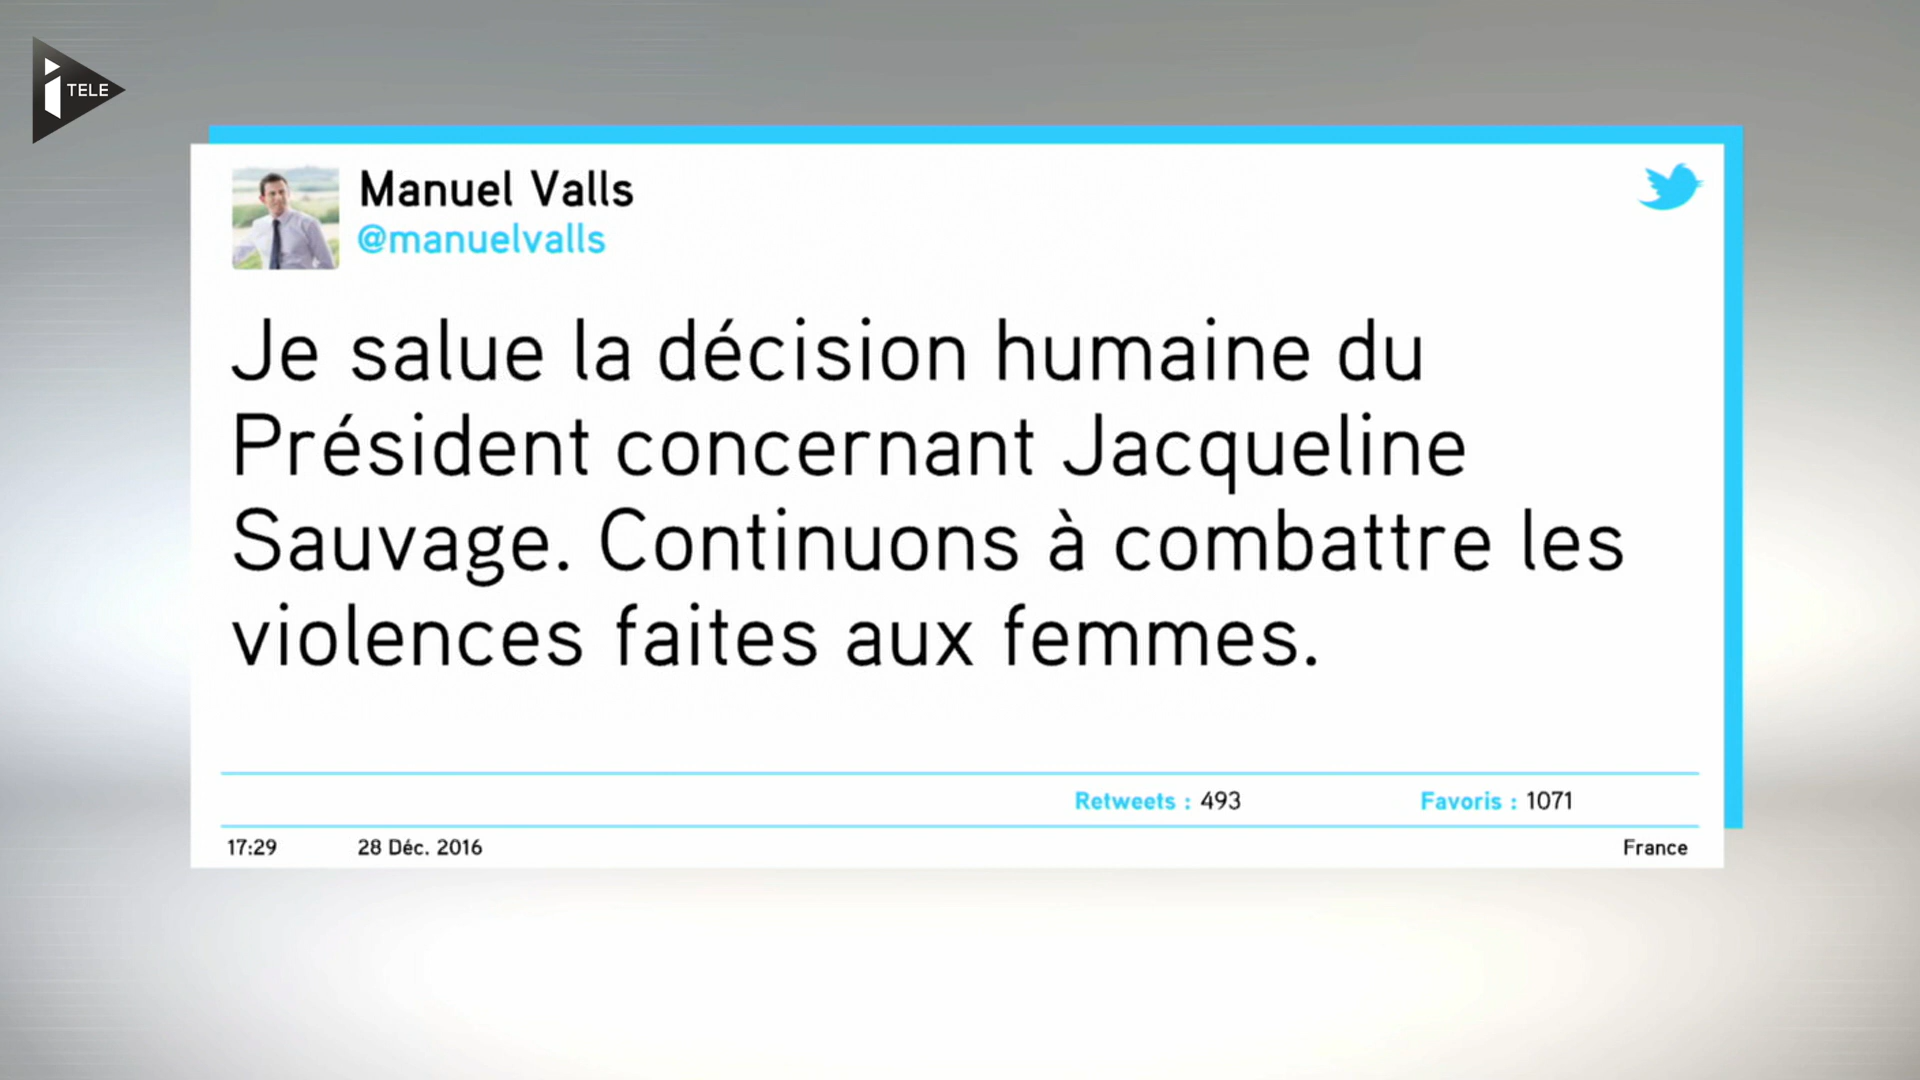 i TELE
Manuel Valls
@manuelvalls
Je salue la décision humaine du
Président concernant Jacqueline
Sauvage. Continuons à combattre les
violences faites aux femmes.
Retweets : 493 Favoris : 1071
17:29 28 Déc. 2016 France